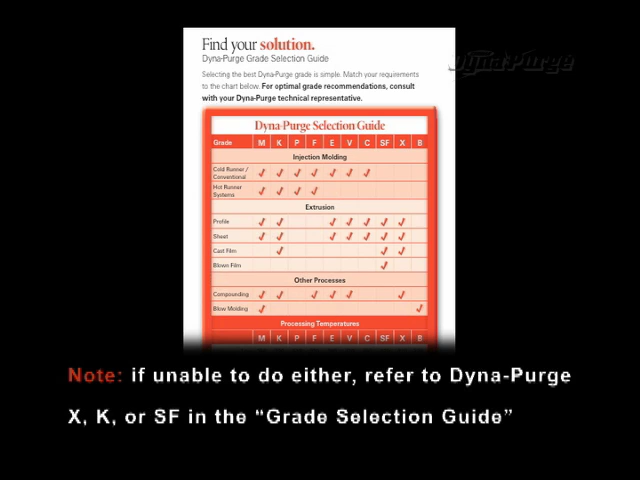 Find your solution.
Dyna-Purge Grade Selection Guide
Dyna-Purge
Selecting the best Dyna-Purge grade is simple. Match your requirements
to the chart below. For optimal grade recommendations, consult
with your Dyna-Purge technical representative.
Dyna-Purge Selection Guide
Grade M K P F E V C SF X B
Injection Molding
Cold Runner / Conventional ✓ ✓ ✓ ✓ ✓ ✓ ✓
Hot Runner Systems ✓ ✓ ✓ ✓
Extrusion
Profile ✓ ✓ ✓ ✓ ✓ ✓ ✓
Sheet ✓ ✓ ✓ ✓ ✓ ✓ ✓
Cast Film ✓ ✓ ✓
Blown Film ✓
Other Processes
Compounding ✓ ✓ ✓ ✓ ✓ ✓
Blow Molding ✓ ✓
Processing Temperatures
M K P F E V C SF X B
Note: if unable to do either, refer to Dyna-Purge
X, K, or SF in the “Grade Selection Guide”